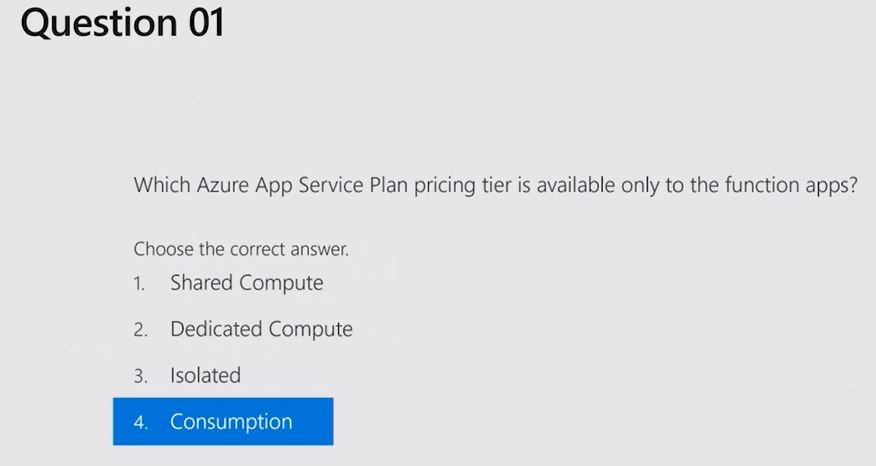 Question 01
Which Azure App Service Plan pricing tier is available only to the function apps?
Choose the correct answer.
1. Shared Compute
2. Dedicated Compute
3. Isolated
4. Consumption